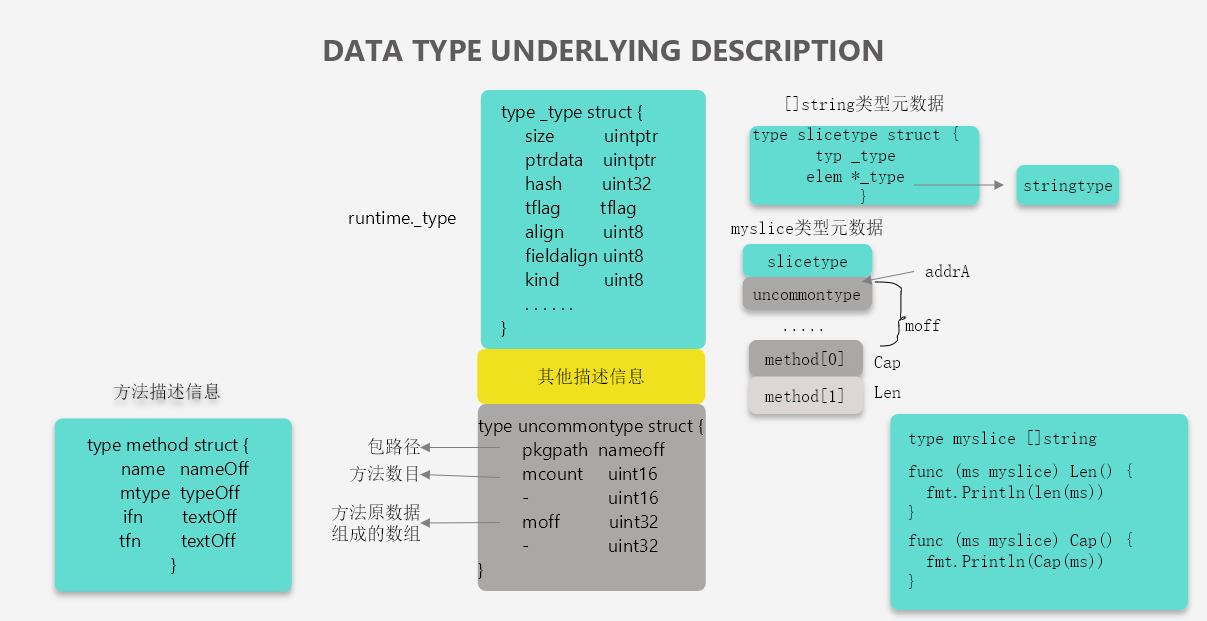 DATA TYPE UNDERLYING DESCRIPTION
runtime._type
type _type struct {
size uintptr
ptrdata uintptr
hash uint32
tflag tflag
align uint8
fieldalign uint8
kind uint8
......
}
其他描述信息
type uncommontype struct {
pkgpath nameoff
mcount uint16
- uint16
moff uint32
- uint32
}
包路径
方法数目
方法原数据
组成的数组
方法描述信息
type method struct {
name nameOff
mtype typeOff
ifn textOff
tfn textOff
}
[]string类型元数据
type slicetype struct {
typ _type
elem *_type
}
stringtype
myslice类型元数据
slicetype
uncommontype
addrA
.....
moff
method[0]
Cap
method[1]
Len
type myslice []string
func (ms myslice) Len() {
fmt.Println(len(ms))
}
func (ms myslice) Cap() {
fmt.Println(Cap(ms))
}